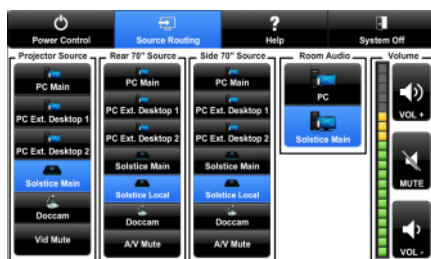 Power Control
Source Routing
Help
System Off
Projector Source
PC Main
PC Ext. Desktop 1
PC Ext. Desktop 2
Solstice Main
Doccam
Vid Mute
Rear 70" Source
PC Main
PC Ext. Desktop 1
PC Ext. Desktop 2
Solstice Main
Solstice Local
Doccam
A/V Mute
Side 70" Source
PC Main
PC Ext. Desktop 1
PC Ext. Desktop 2
Solstice Main
Solstice Local
Doccam
A/V Mute
Room Audio
PC
Solstice Main
Volume
VOL +
MUTE
VOL -